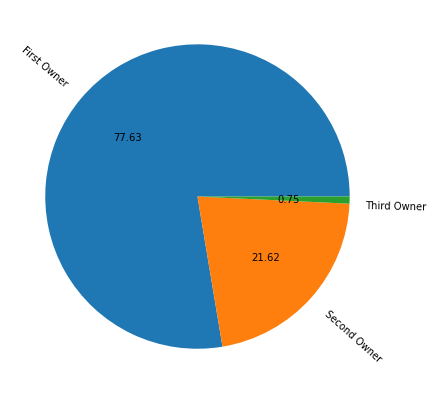 First Owner
77.63
0.75
Third Owner
21.62
Second Owner